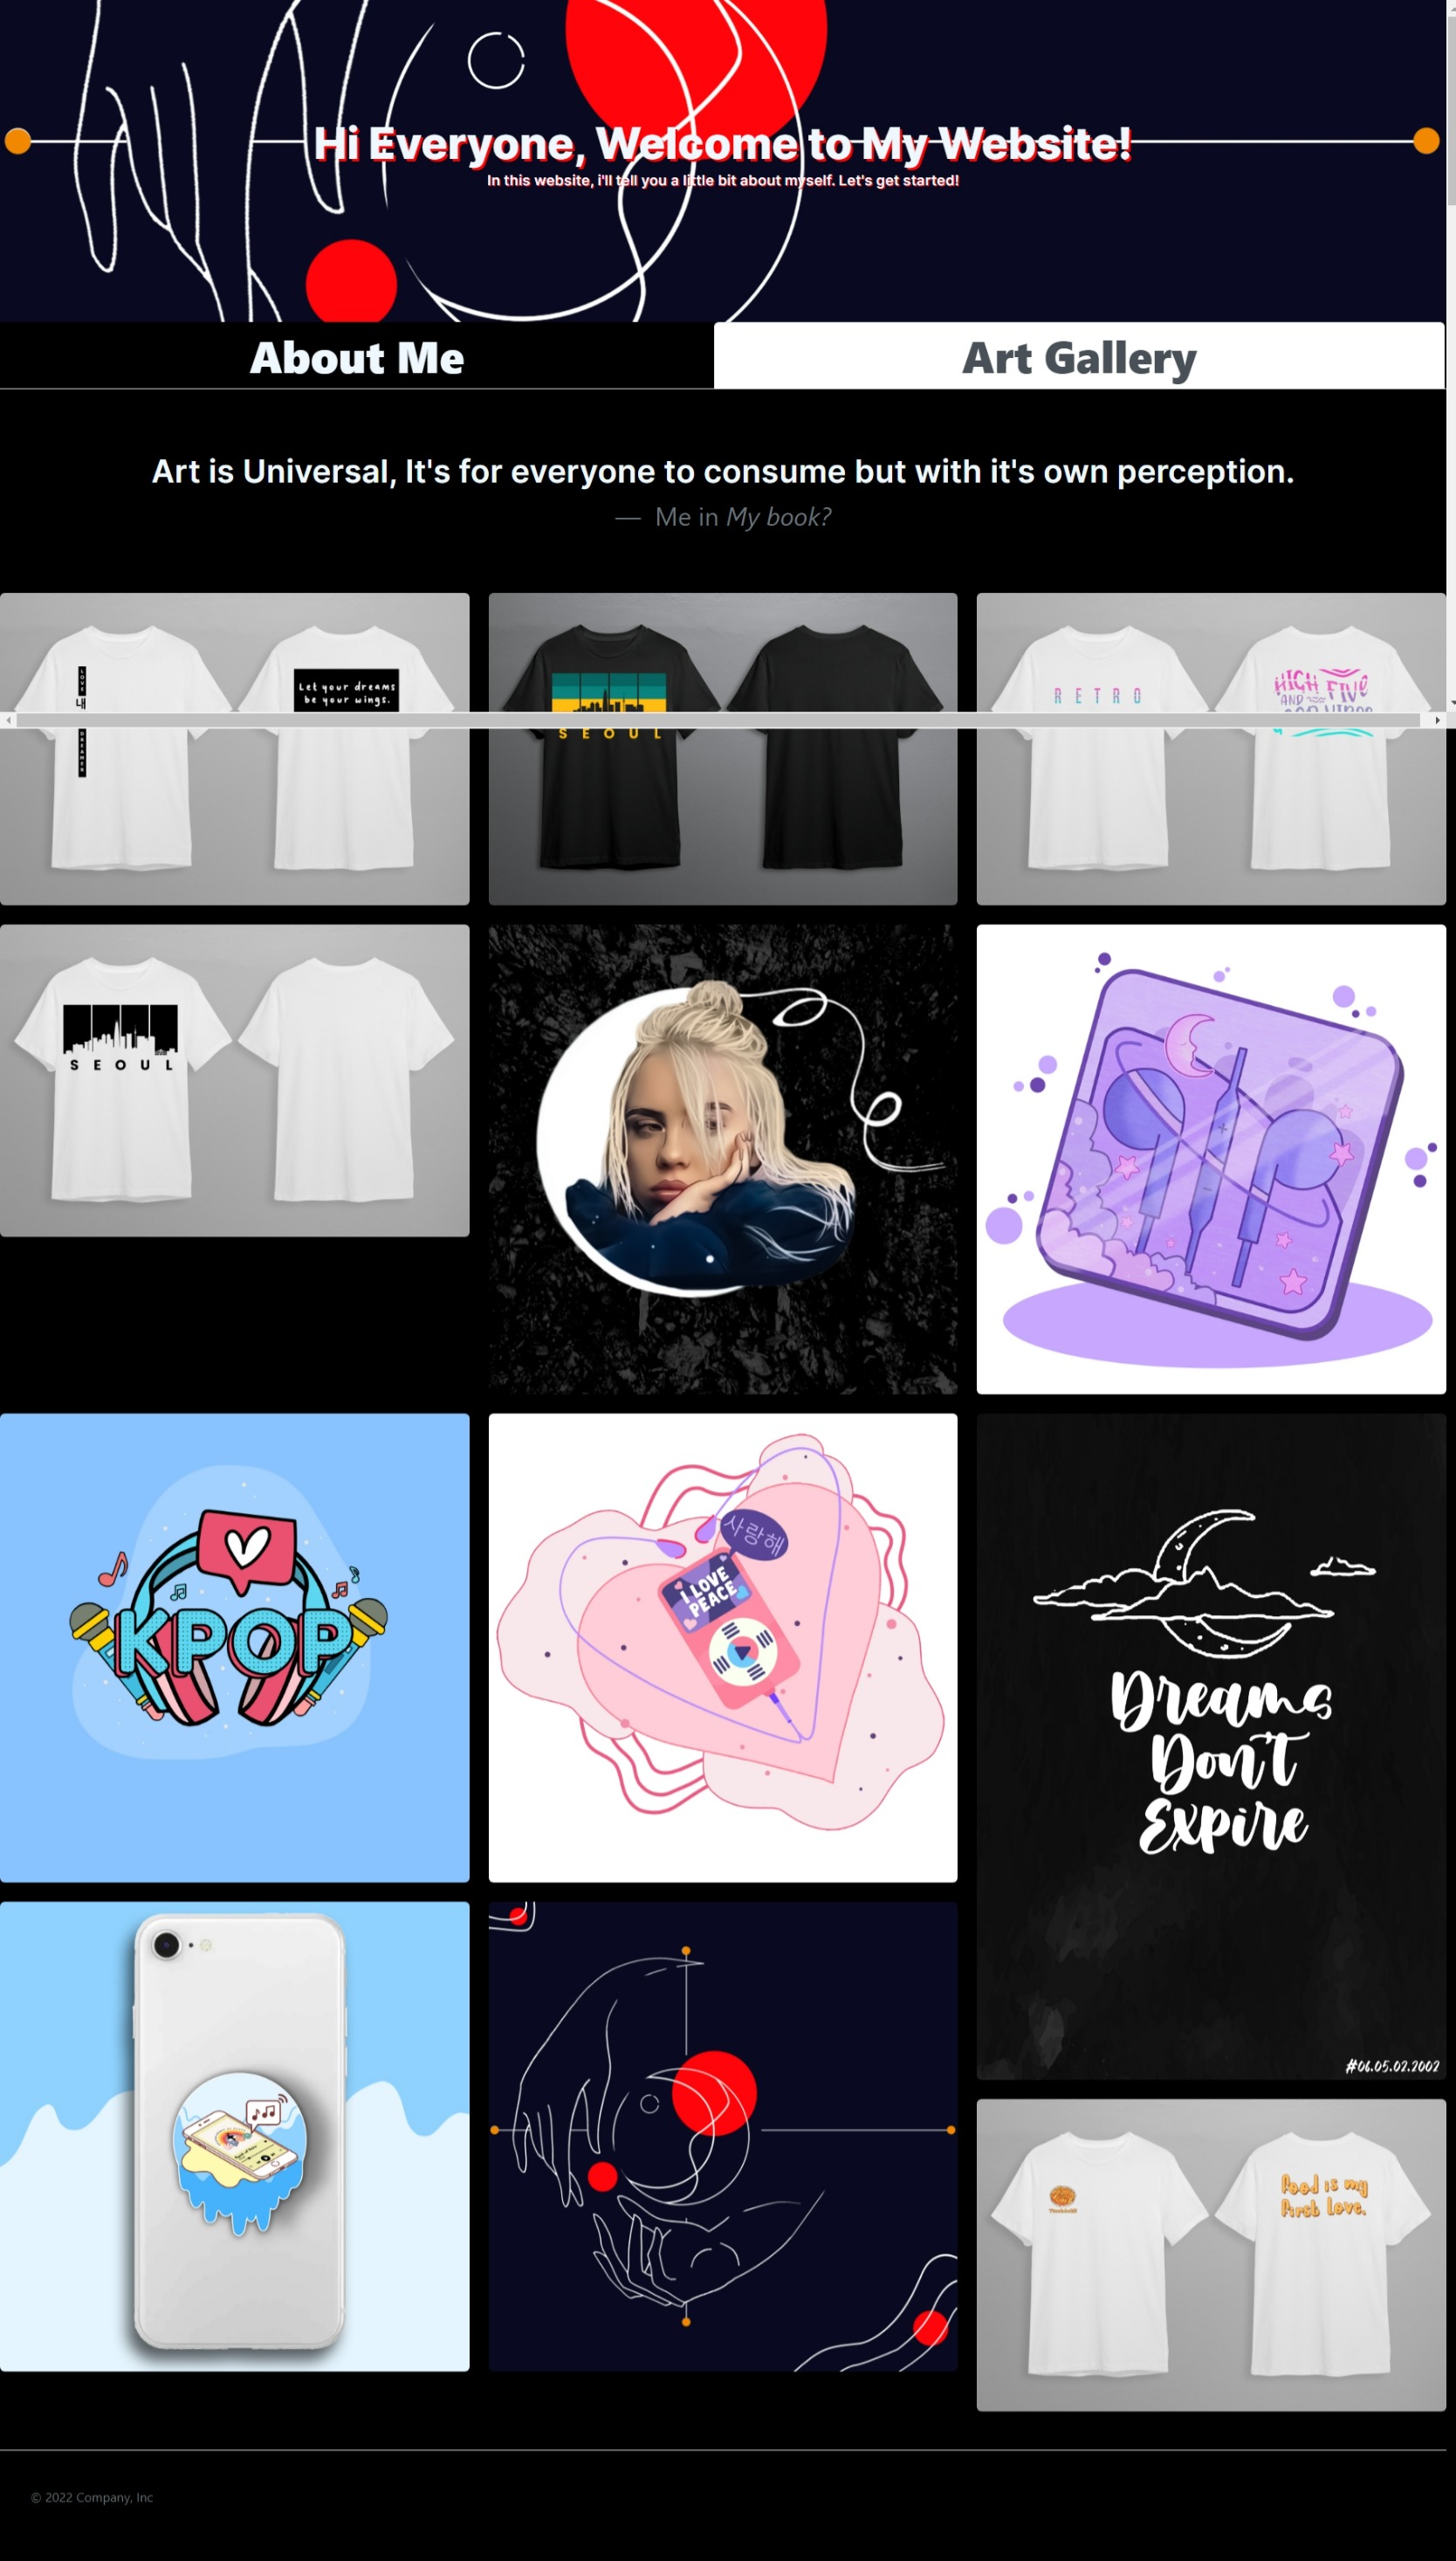 Hi Everyone, Welcome to My Website!
In this website, i'll tell you a little bit about myself. Let's get started!
About Me
Art Gallery
Art is Universal, It's for everyone to consume but with it's own perception.
— Me in My book?
LOVE
내
DREAMER
Let your dreams
be your wings.
SEOUL
RETRO
HIGH FIVE
AND
SEOUL
KPOP
사랑해
I LOVE
PEACE
Dreams
Don't
Expire
#06.05.02.2002
Food is my
first love.
© 2022 Company, Inc